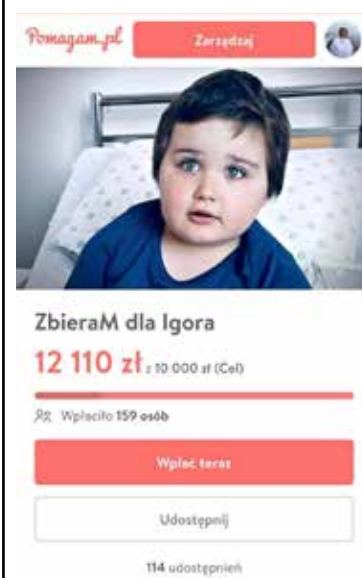 Pomagam.pl
Zarządzaj
ZbieraM dla Igora
12 110 zł z 10 000 zł (Cel)
Wpłaciło 159 osób
Wpłać teraz
Udostępnij
114 udostępnień